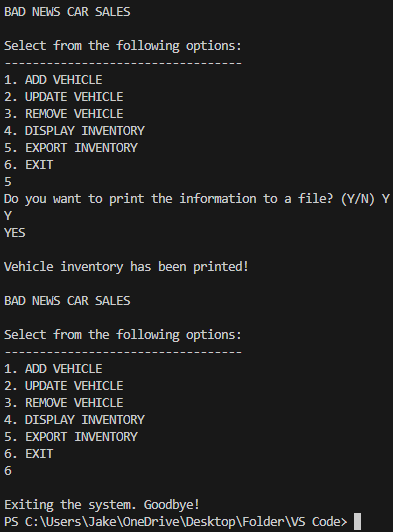 BAD NEWS CAR SALES
Select from the following options:
----------------------------------
1. ADD VEHICLE
2. UPDATE VEHICLE
3. REMOVE VEHICLE
4. DISPLAY INVENTORY
5. EXPORT INVENTORY
6. EXIT
5
Do you want to print the information to a file? (Y/N) Y
Y
YES
Vehicle inventory has been printed!
BAD NEWS CAR SALES
Select from the following options:
----------------------------------
1. ADD VEHICLE
2. UPDATE VEHICLE
3. REMOVE VEHICLE
4. DISPLAY INVENTORY
5. EXPORT INVENTORY
6. EXIT
6
Exiting the system. Goodbye!
PS C:\Users\Jake\OneDrive\Desktop\Folder\VS Code>